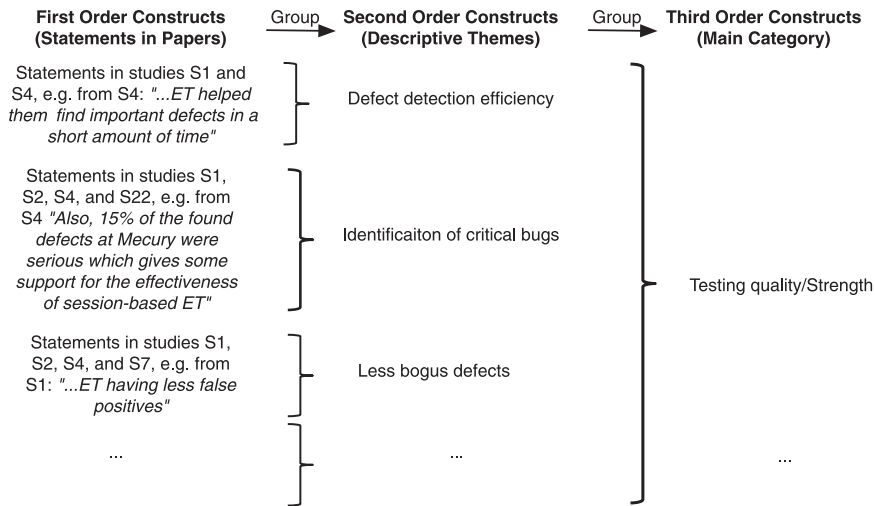 First Order Constructs
(Statements in Papers)
Group
Second Order Constructs
(Descriptive Themes)
Group
Third Order Constructs
(Main Category)
Statements in studies S1 and
S4, e.g. from S4: "...ET helped
them find important defects in a
short amount of time"
Defect detection efficiency
Statements in studies S1,
S2, S4, and S22, e.g. from
S4 "Also, 15% of the found
defects at Mecury were
serious which gives some
support for the effectiveness
of session-based ET"
Identificaiton of critical bugs
Testing quality/Strength
Statements in studies S1,
S2, S4, and S7, e.g. from
S1: "...ET having less false
positives"
Less bogus defects
...
...
...